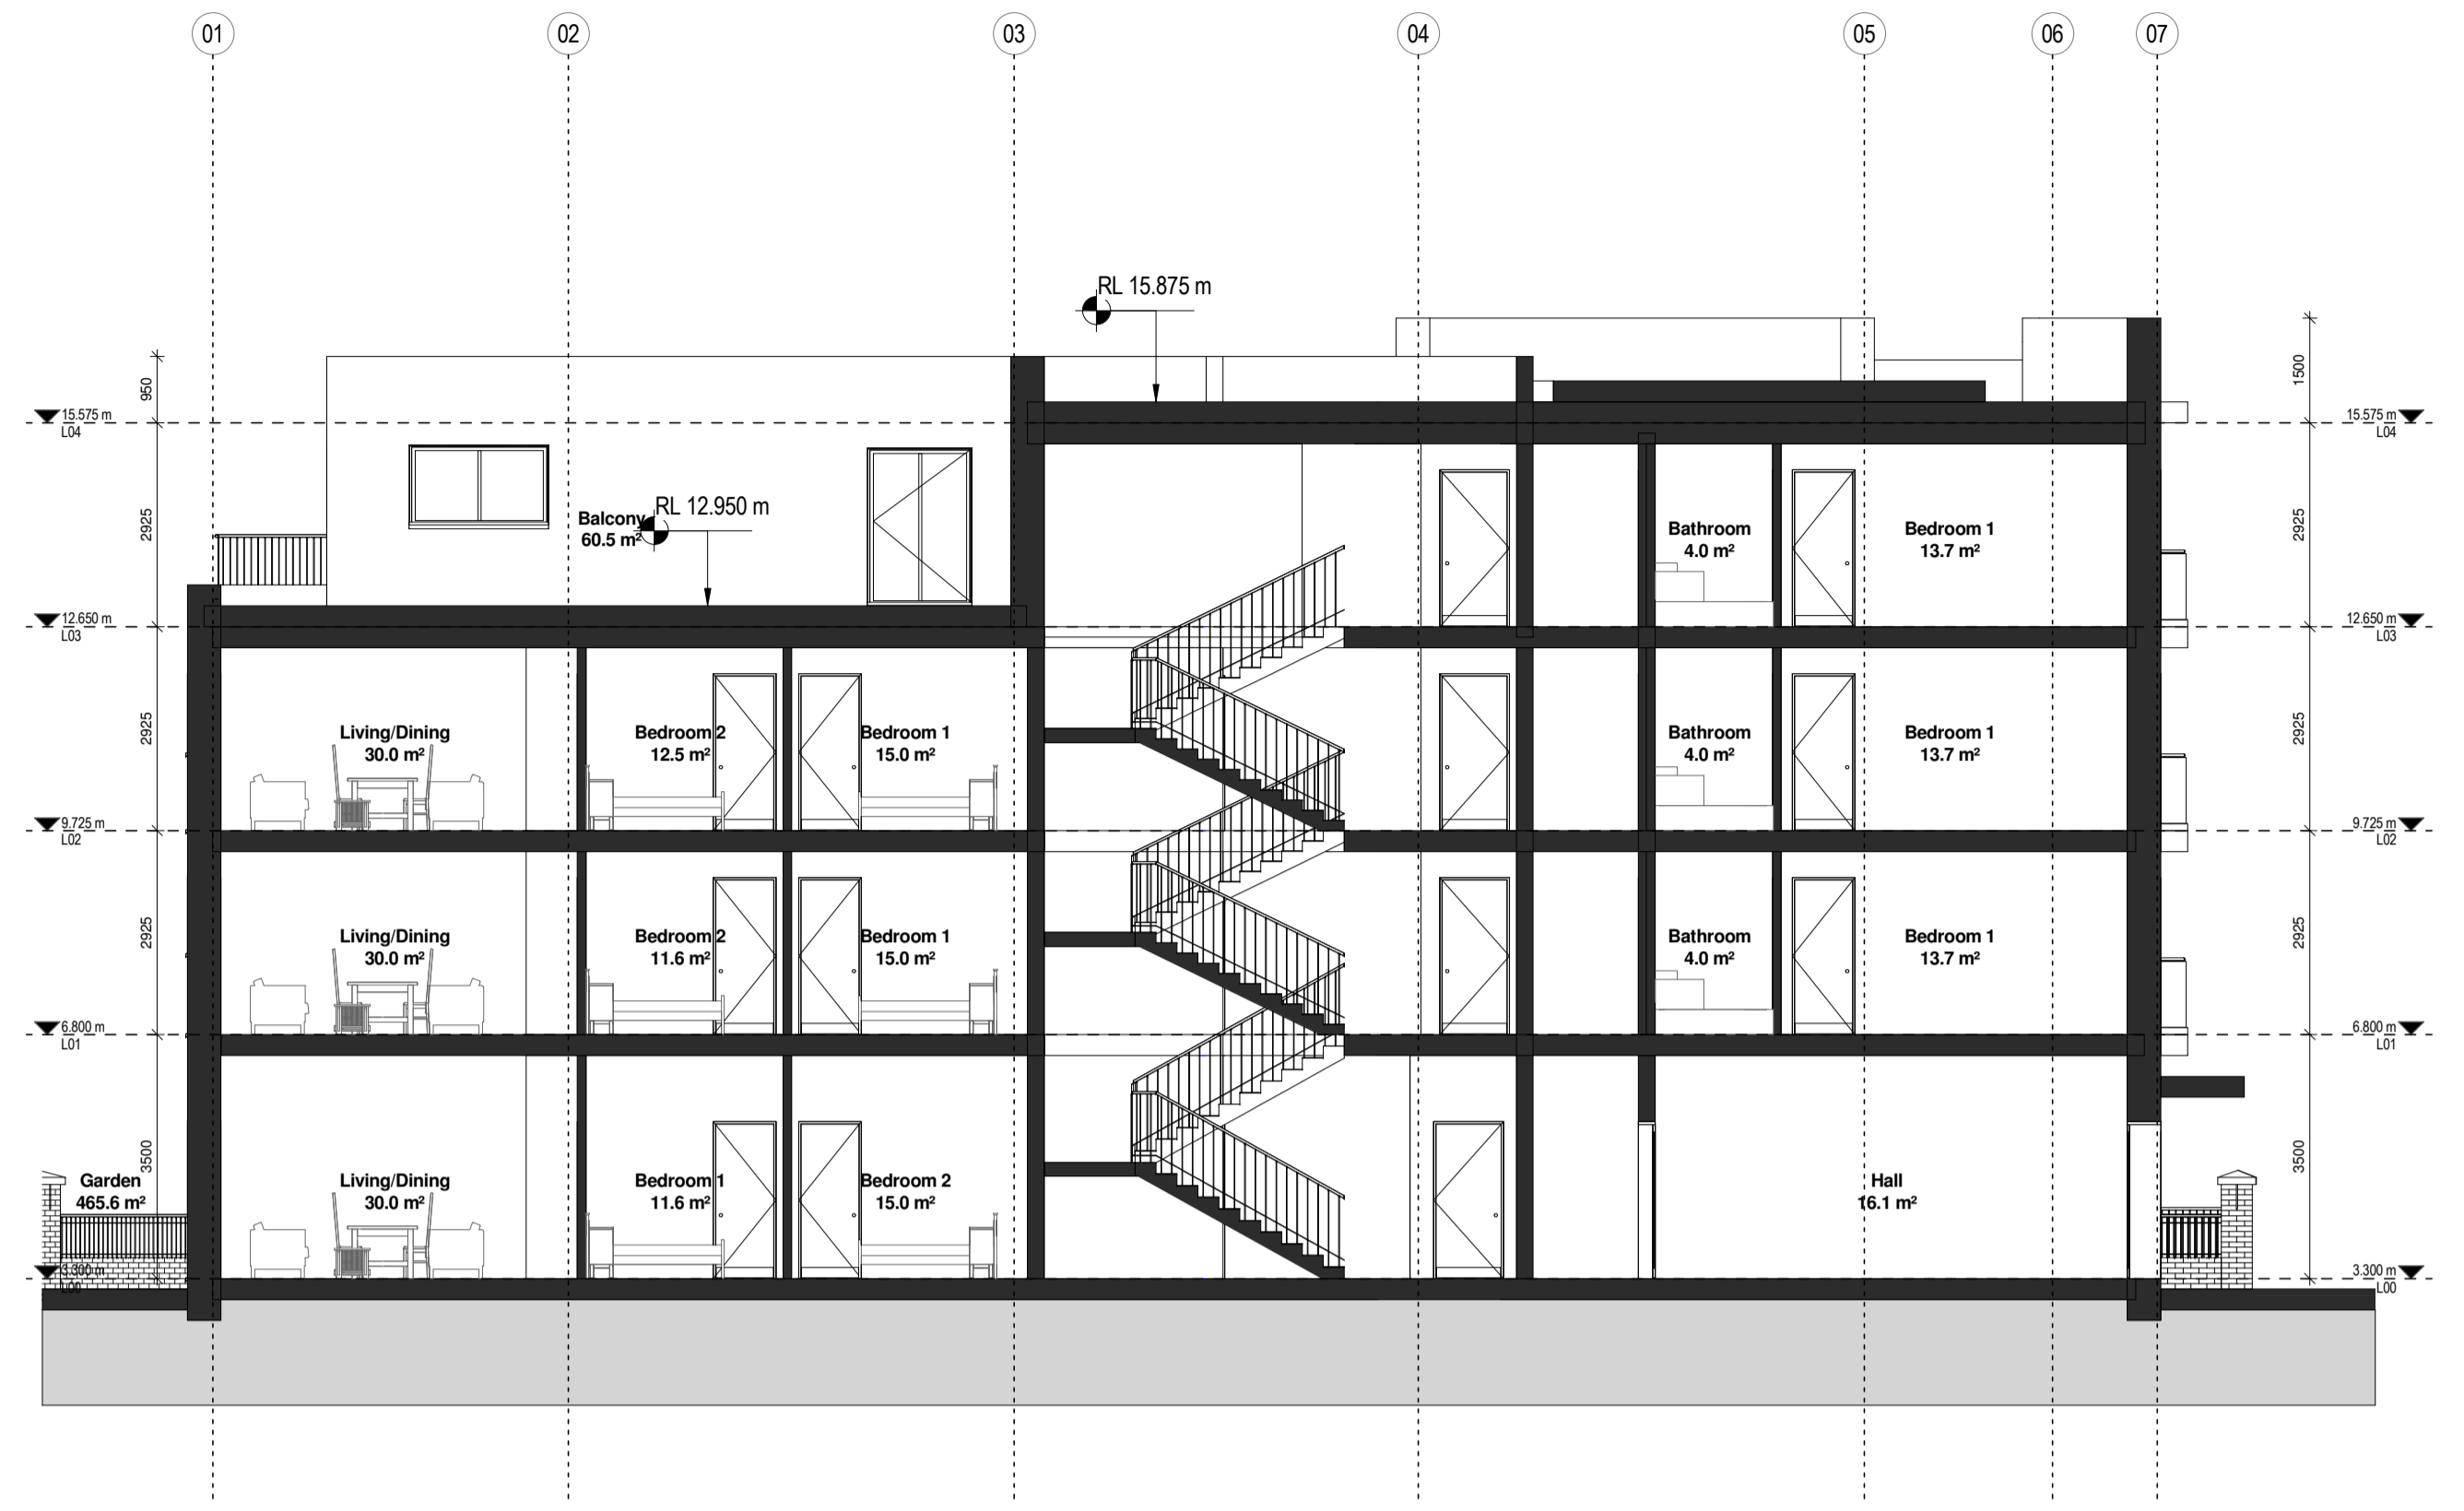 01 02 03 04 05 06 07
RL 15.875 m
950
1500
15.575 m
L04
15.575 m
L04
RL 12.950 m
Balcony
60.5 m²
2925
2925
Bathroom
4.0 m²
Bedroom 1
13.7 m²
12.650 m
L03
12.650 m
L03
2925
Living/Dining
30.0 m²
Bedroom 2
12.5 m²
Bedroom 1
15.0 m²
Bathroom
4.0 m²
Bedroom 1
13.7 m²
2925
9.725 m
L02
9.725 m
L02
2925
Living/Dining
30.0 m²
Bedroom 2
11.6 m²
Bedroom 1
15.0 m²
Bathroom
4.0 m²
Bedroom 1
13.7 m²
2925
6.800 m
L01
6.800 m
L01
3500
Garden
465.6 m²
Living/Dining
30.0 m²
Bedroom 1
11.6 m²
Bedroom 2
15.0 m²
Hall
16.1 m²
3500
3.300 m
L00
3.300 m
L00